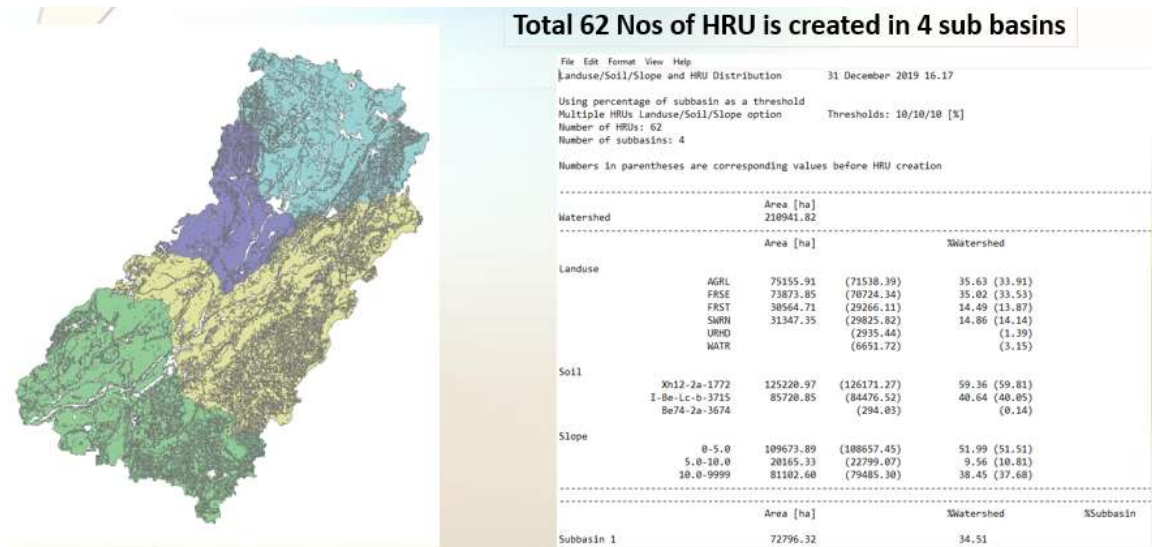 Total 62 Nos of HRU is created in 4 sub basins
File Edit Format View Help
Landuse/Soil/Slope and HRU Distribution 31 December 2019 16.17
Using percentage of subbasin as a threshold
Multiple HRUs Landuse/Soil/Slope option Thresholds: 10/10/10 [%]
Number of HRUs: 62
Number of subbasins: 4
Numbers in parentheses are corresponding values before HRU creation
Area [ha]
Watershed 210941.82
Area [ha] %Watershed
Landuse
AGRL 75155.91 (71538.39) 35.63 (33.91)
FRSE 73873.85 (70724.34) 35.02 (33.53)
FRST 30564.71 (29266.11) 14.49 (13.87)
SWRN 31347.35 (29825.82) 14.86 (14.14)
URHD (2935.44) (1.39)
WATR (6651.72) (3.15)
Soil
Xh12-2a-1772 125220.97 (126171.27) 59.36 (59.81)
I-Be-Lc-b-3715 85720.85 (84476.52) 40.64 (40.05)
Be74-2a-3674 (294.03) (0.14)
Slope
0-5.0 109673.89 (108657.45) 51.99 (51.51)
5.0-10.0 20165.33 (22799.07) 9.56 (10.81)
10.0-9999 81102.60 (79485.30) 38.45 (37.68)
Area [ha] %Watershed %Subbasin
Subbasin 1 72796.32 34.51